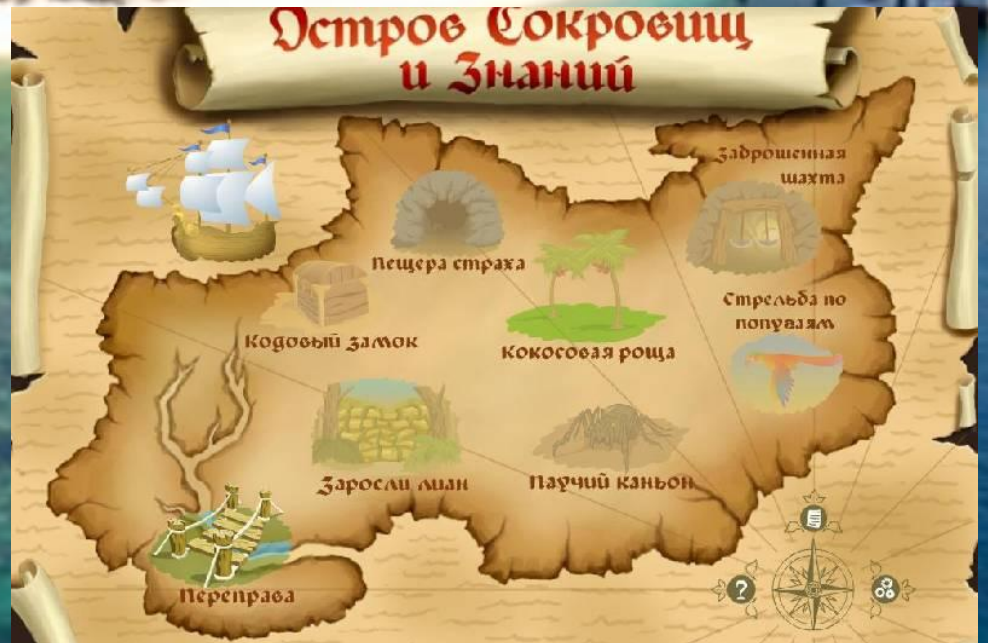 Остров Сокровищ
и Знаний
Заброшенная
шахта
Пещера страха
Стрельба по
попугаям
Кодовый замок
Кокосовая роща
Заросли лиан
Паучий каньон
Переправа
?